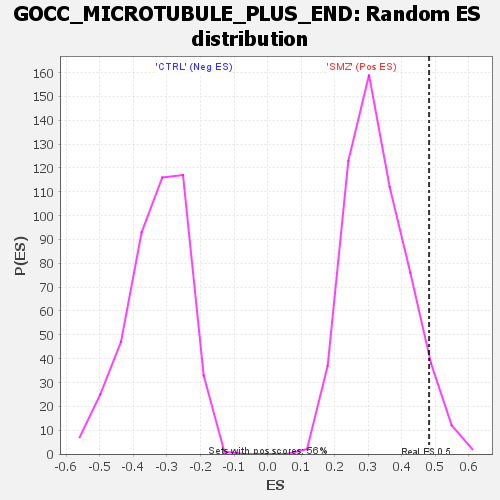 GOCC_MICROTUBULE_PLUS_END: Random ES
distribution
'CTRL' (Neg ES)
'SMZ' (Pos ES)
160
150
140
130
120
110
100
90
80
70
60
50
40
30
20
10
0
P(ES)
Sets with pos scores: 56%
Real ES 0.5
-0.6 -0.5 -0.4 -0.3 -0.2 -0.1 0.0 0.1 0.2 0.3 0.4 0.5 0.6
ES